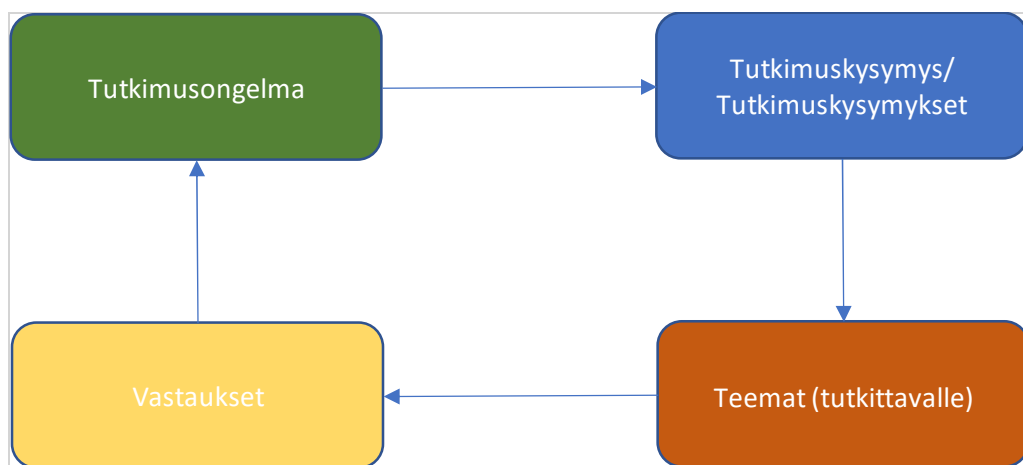 Tutkimusongelma
Tutkimuskysymys/
Tutkimuskysymykset
Vastaukset
Teemat (tutkittavalle)